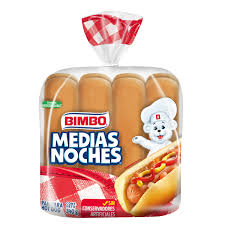 BIMBO
MEDIAS
NOCHES
SIN
CONSERVADORES
ARTIFICIALES